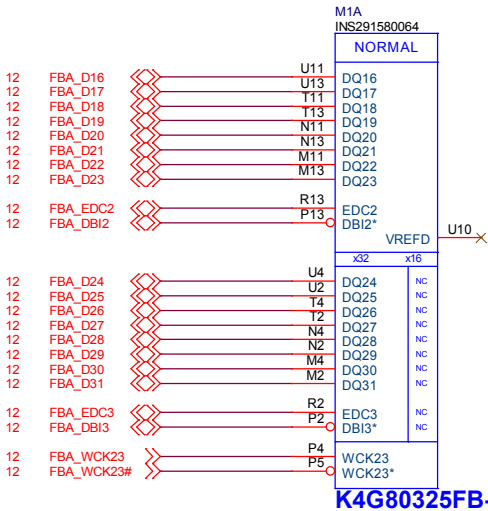 M1A
INS291580064
NORMAL
12 FBA_D16 U11 DQ16
12 FBA_D17 U13 DQ17
12 FBA_D18 T11 DQ18
12 FBA_D19 T13 DQ19
12 FBA_D20 N11 DQ20
12 FBA_D21 N13 DQ21
12 FBA_D22 M11 DQ22
12 FBA_D23 M13 DQ23
12 FBA_EDC2 R13 EDC2
12 FBA_DBI2 P13 DBI2*
VREFD U10
x32 x16
12 FBA_D24 U4 DQ24 NC
12 FBA_D25 U2 DQ25 NC
12 FBA_D26 T4 DQ26 NC
12 FBA_D27 T2 DQ27 NC
12 FBA_D28 N4 DQ28 NC
12 FBA_D29 N2 DQ29 NC
12 FBA_D30 M4 DQ30 NC
12 FBA_D31 M2 DQ31 NC
12 FBA_EDC3 R2 EDC3 NC
12 FBA_DBI3 P2 DBI3* NC
12 FBA_WCK23 P4 WCK23
12 FBA_WCK23# P5 WCK23*
K4G80325FB-